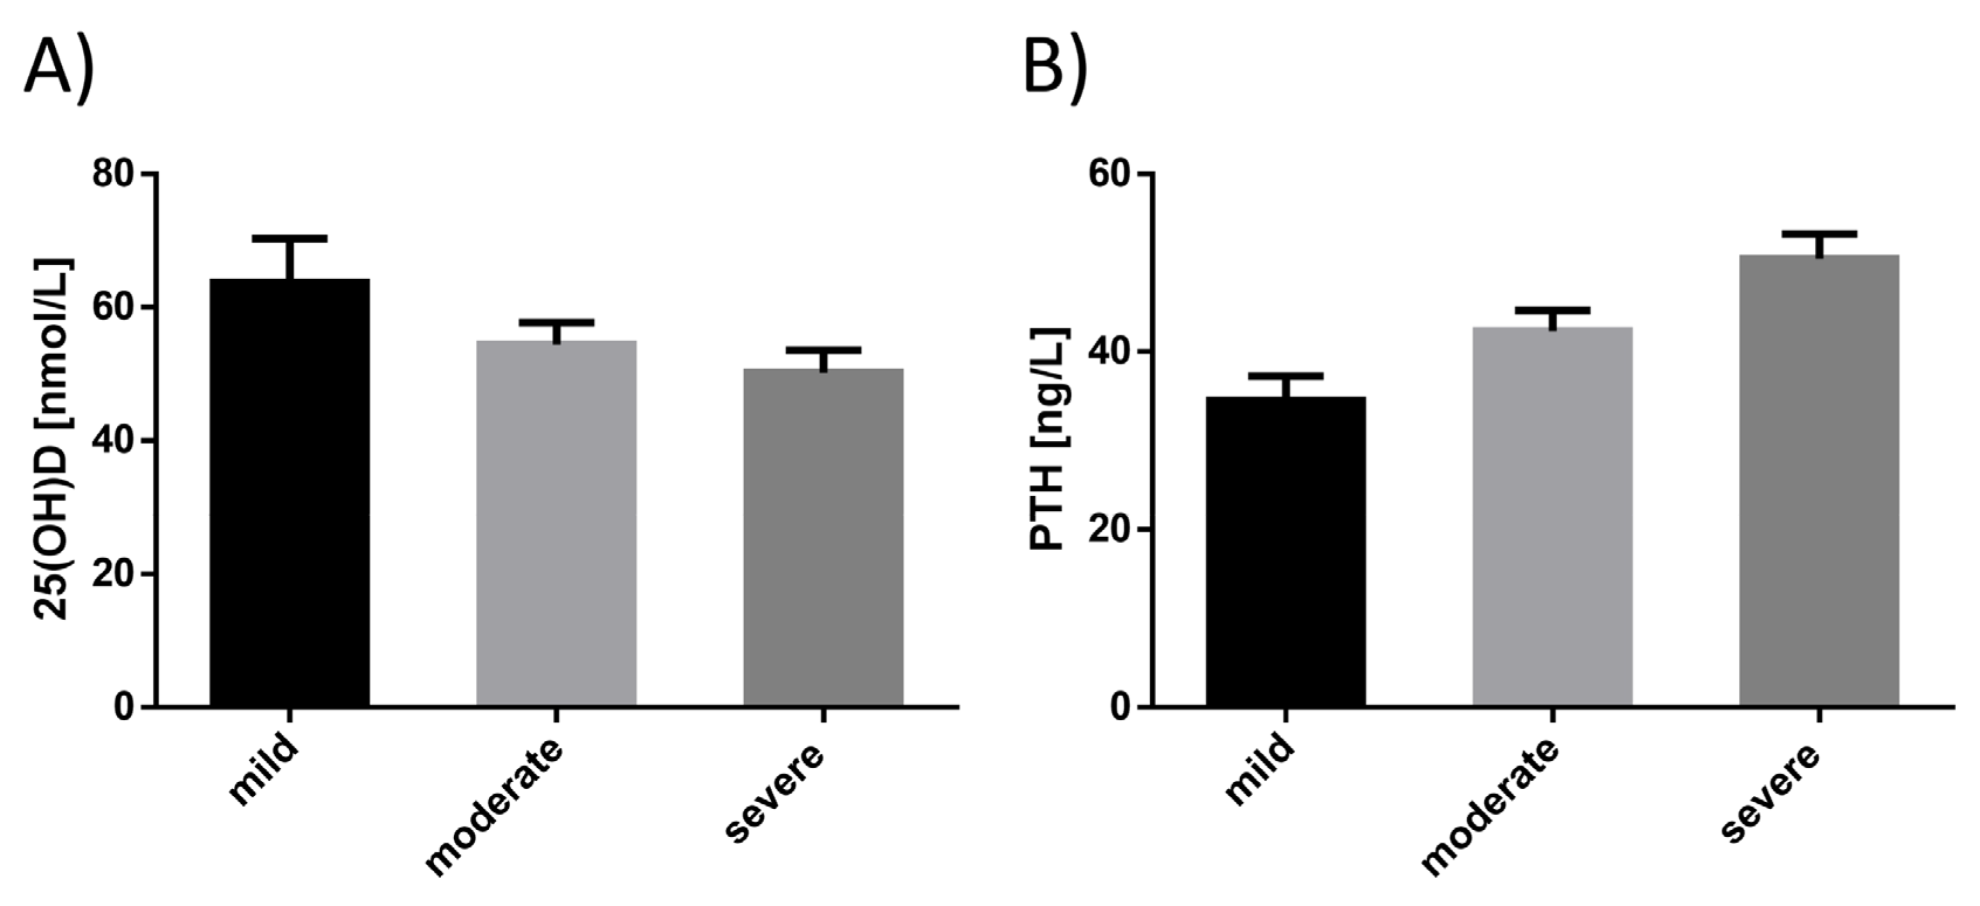 A)
80
60
40
20
0
25(OH)D [nmol/L]
mild
moderate
severe
B)
60
40
20
0
PTH [ng/L]
mild
moderate
severe